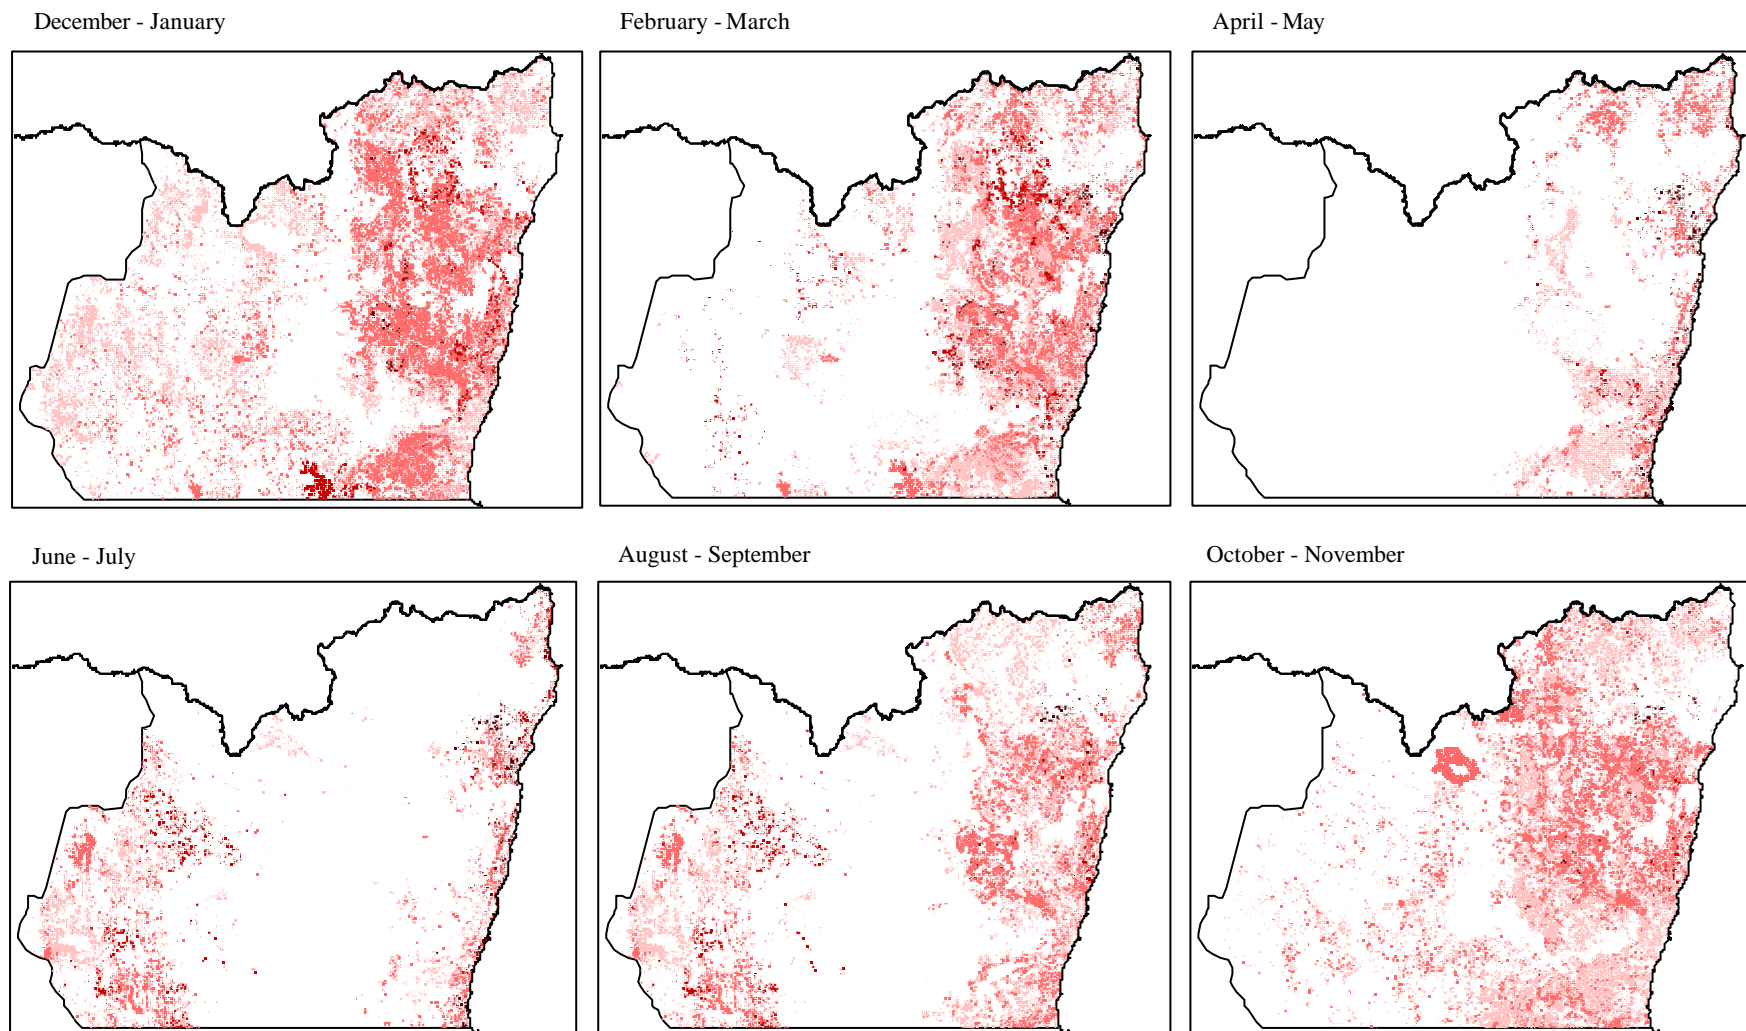 December - January
February - March
April - May
June - July
August - September
October - November